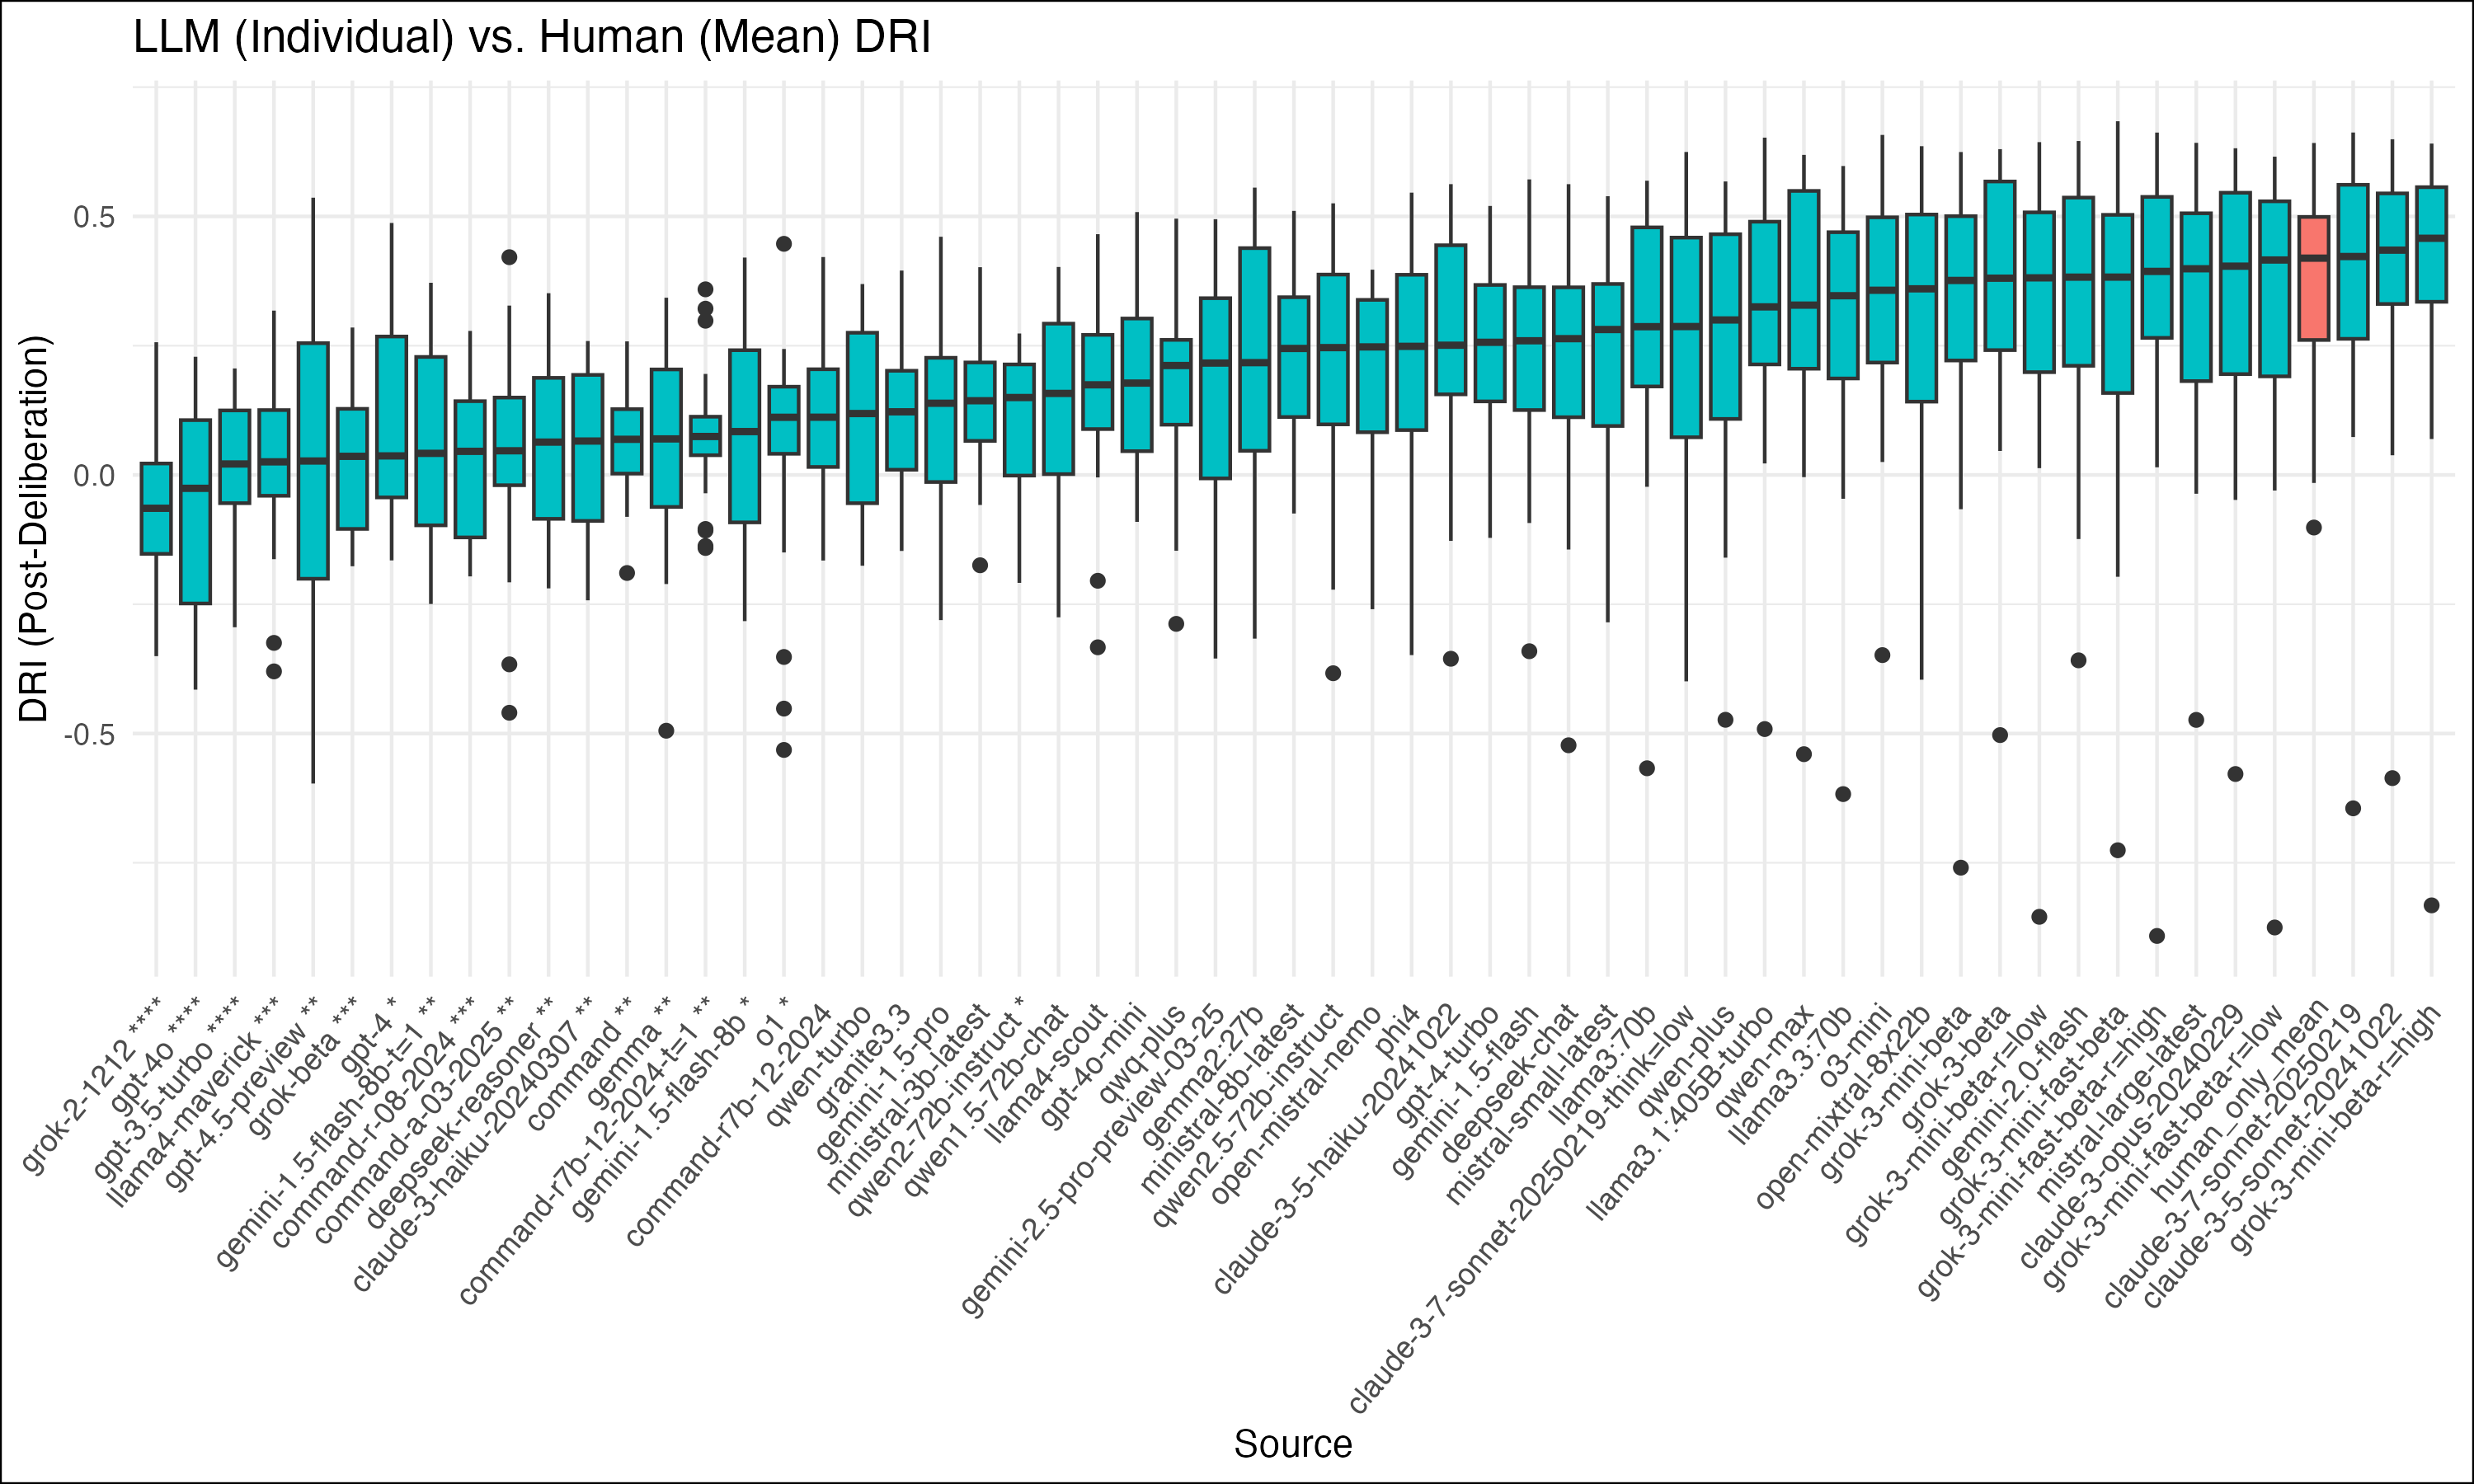 LLM (Individual) vs. Human (Mean) DRI
DRI (Post-Deliberation)
0.5
0.0
-0.5
grok-2-1212 ****
gpt-4o ****
gpt-3.5-turbo ****
llama4-maverick ***
gpt-4.5-preview **
grok-beta ***
gpt-4 *
gemini-1.5-flash-8b-t=1 **
command-r-08-2024 ***
command-a-03-2025 **
deepseek-reasoner **
claude-3-haiku-20240307 **
command **
gemma **
command-r7b-12-2024-t=1 **
gemini-1.5-flash-8b *
o1 *
command-r7b-12-2024
qwen-turbo
granite3.3
gemini-1.5-pro
ministral-3b-latest
qwen2-72b-instruct *
qwen1.5-72b-chat
llama4-scout
gpt-4o-mini
qwq-plus
gemini-2.5-pro-preview-03-25
gemma2:27b
ministral-8b-latest
qwen2.5-72b-instruct
open-mistral-nemo
phi4
claude-3-5-haiku-20241022
gpt-4-turbo
gemini-1.5-flash
deepseek-chat
mistral-small-latest
llama3:70b
claude-3-7-sonnet-20250219-think=low
qwen-plus
llama3.1:405B-turbo
qwen-max
llama3.3:70b
o3-mini
open-mixtral-8x22b
grok-3-mini-beta
grok-3-beta
grok-3-mini-beta-r=low
gemini-2.0-flash
grok-3-mini-fast-beta
grok-3-mini-fast-beta-r=high
mistral-large-latest
claude-3-opus-20240229
grok-3-mini-fast-beta-r=low
human_only_mean
claude-3-7-sonnet-20250219
claude-3-5-sonnet-20241022
grok-3-mini-beta-r=high
Source